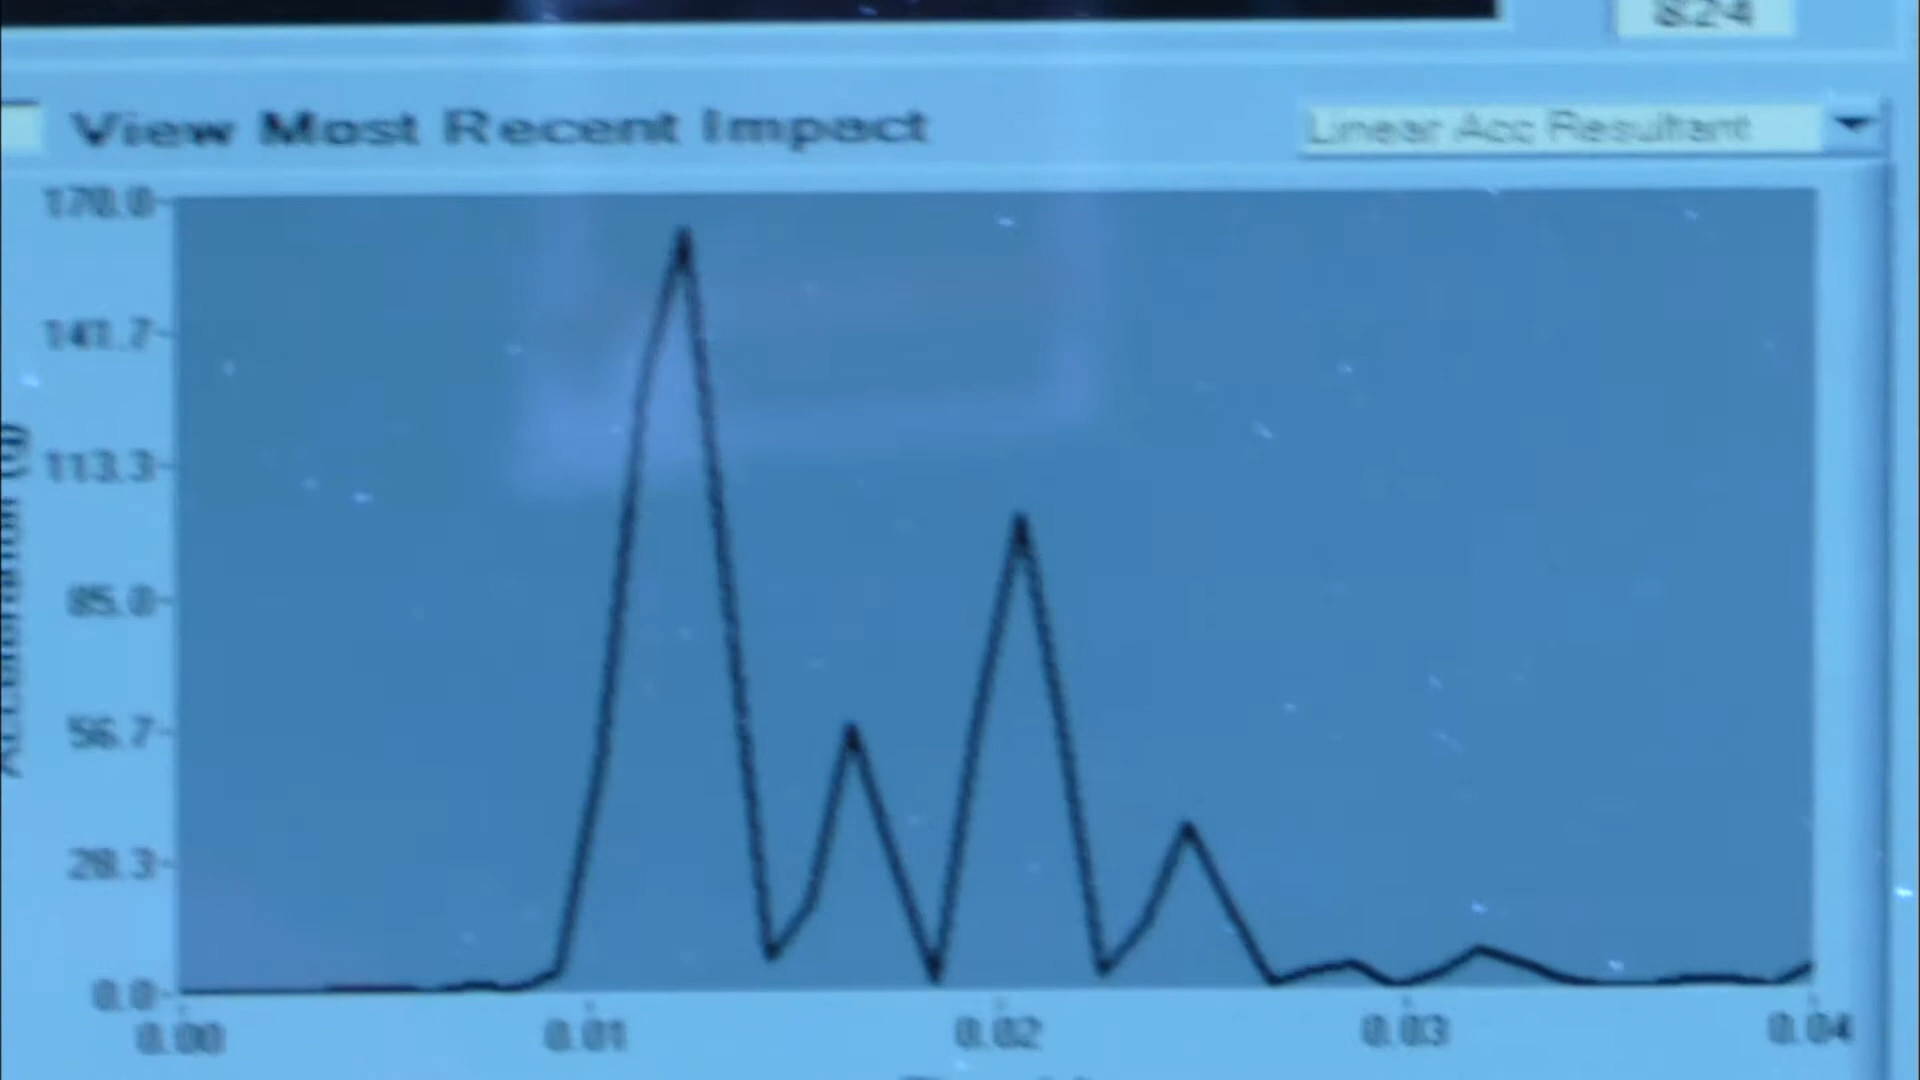 824
View Most Recent Impact
Linear Acc Resultant
170.0
141.7
113.3
85.0
56.7
28.3
0.0
0.00 0.01 0.02 0.03 0.04